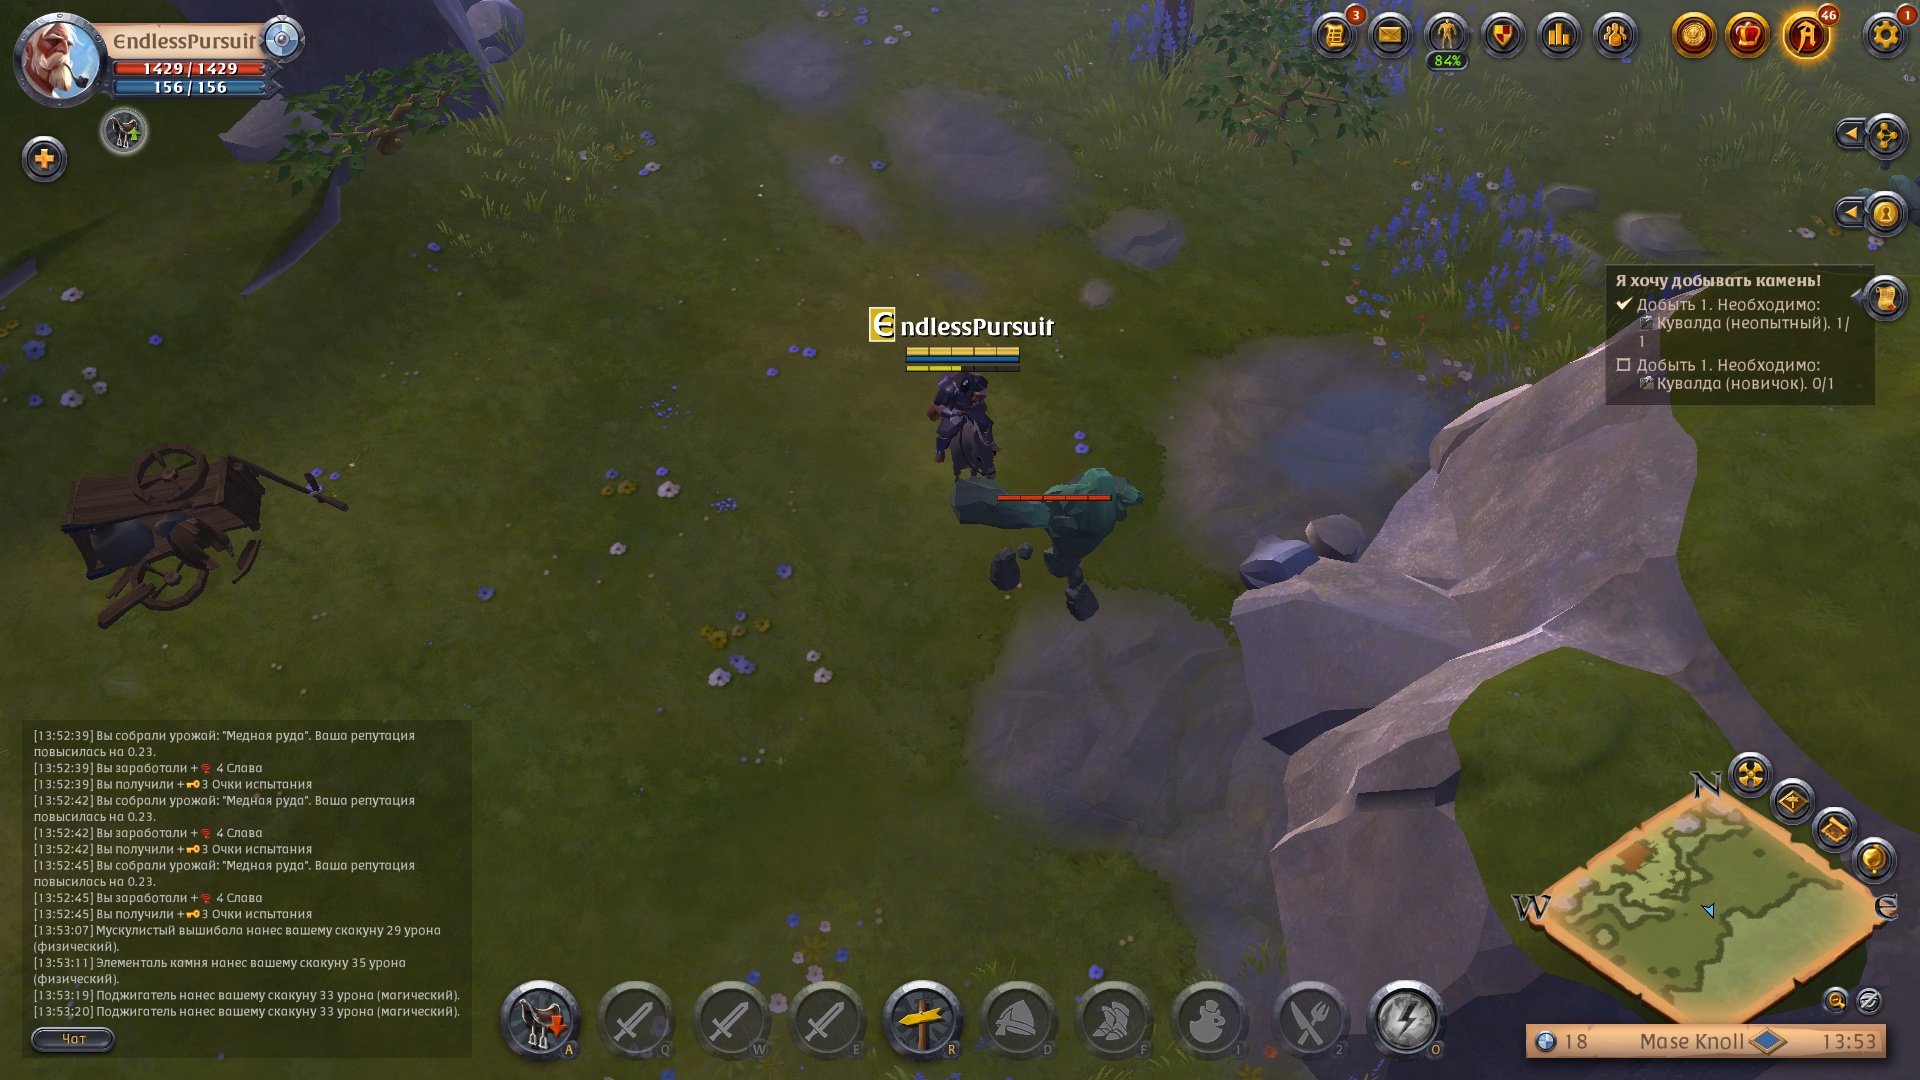 ЄndlessPursuit
1429 / 1429
156 / 156
3
84%
46
1
Я хочу добывать камень!
Добыть 1. Необходимо:
Кувалда (неопытный). 1/
1
Добыть 1. Необходимо:
Кувалда (новичок). 0/1
ЄndlessPursuit
[13:52:39] Вы собрали урожай: "Медная руда". Ваша репутация
повысилась на 0.23.
[13:52:39] Вы заработали + 4 Слава
[13:52:39] Вы получили + 3 Очки испытания
[13:52:42] Вы собрали урожай: "Медная руда". Ваша репутация
повысилась на 0.23.
[13:52:42] Вы заработали + 4 Слава
[13:52:42] Вы получили + 3 Очки испытания
[13:52:45] Вы собрали урожай: "Медная руда". Ваша репутация
повысилась на 0.23.
[13:52:45] Вы заработали + 4 Слава
[13:52:45] Вы получили + 3 Очки испытания
[13:53:07] Мускулистый вышибала нанес вашему скакуну 29 урона
(физический).
[13:53:11] Элементаль камня нанес вашему скакуну 35 урона
(физический).
[13:53:19] Поджигатель нанес вашему скакуну 33 урона (магический).
[13:53:20] Поджигатель нанес вашему скакуну 33 урона (магический).
Чат
A Q W E R D F 1 2 O
N
W
Є
18 Mase Knoll 13:53